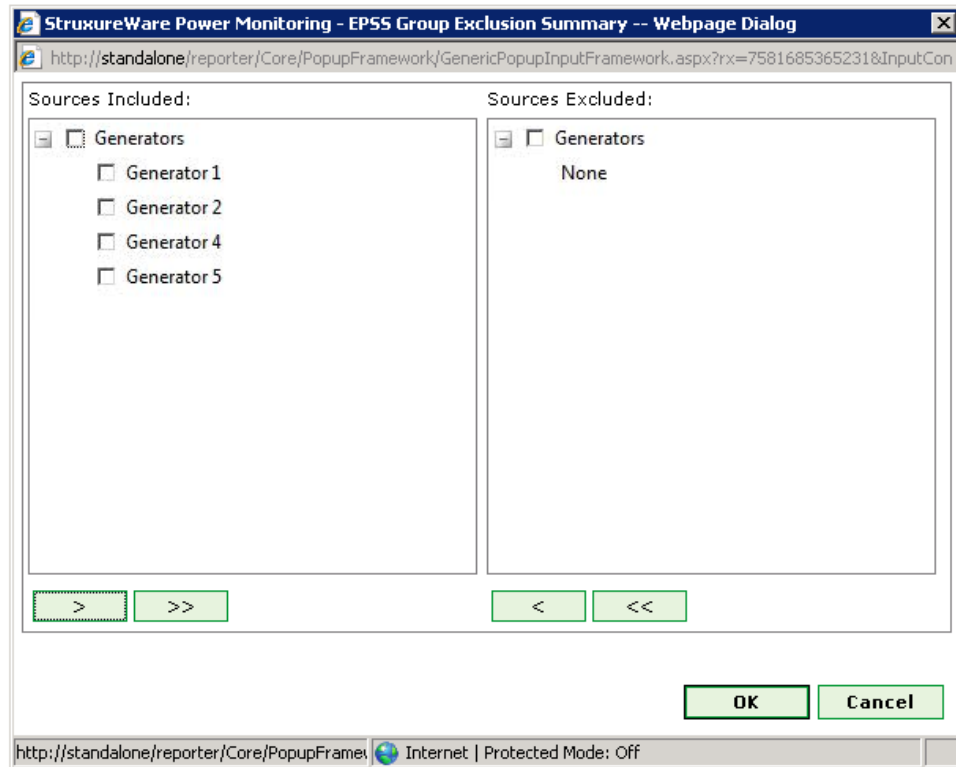 StruxureWare Power Monitoring - EPSS Group Exclusion Summary -- Webpage Dialog
http://standalone/reporter/Core/PopupFramework/GenericPopupInputFramework.aspx?rx=7581685365231&InputCon
Sources Included:
Generators
Generator 1
Generator 2
Generator 4
Generator 5
Sources Excluded:
Generators
None
> >>
< <<
OK Cancel
http://standalone/reporter/Core/PopupFramew Internet | Protected Mode: Off